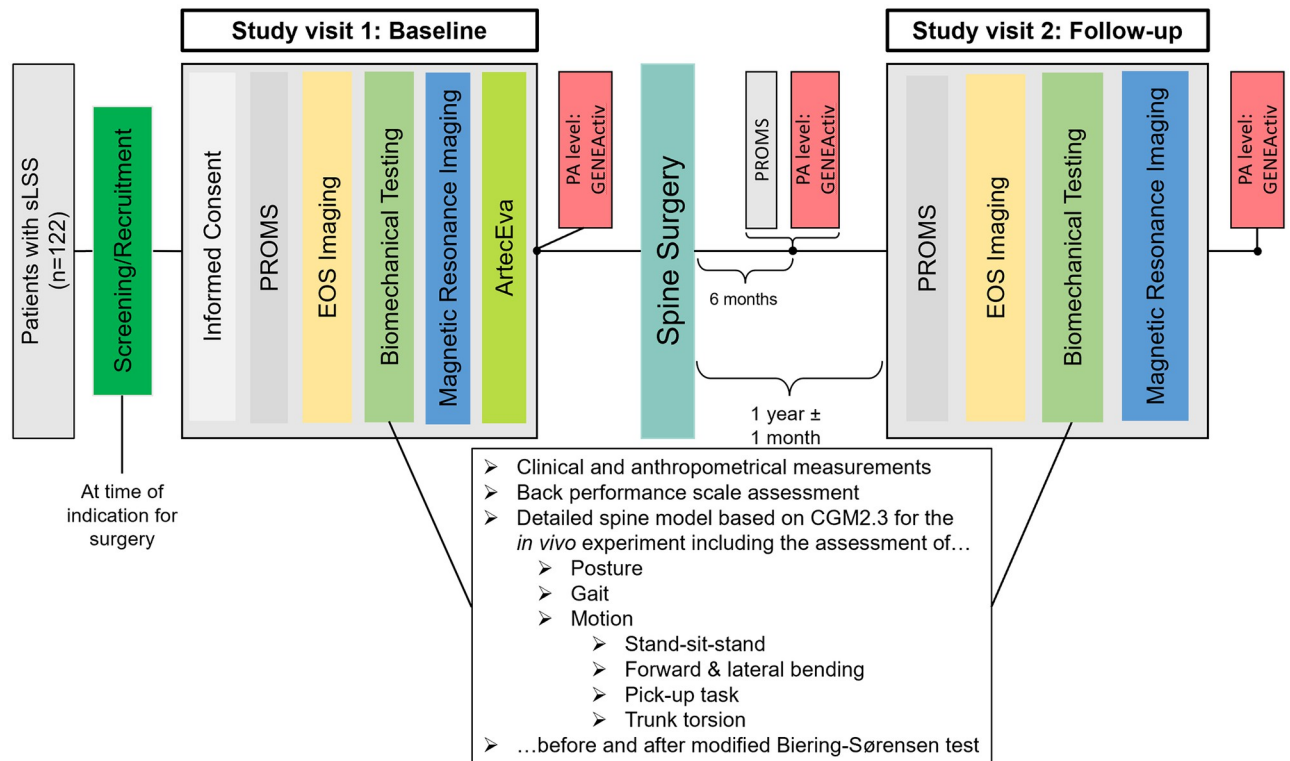 Study visit 1: Baseline
Study visit 2: Follow-up
Patients with sLSS
(n=122)
Screening/Recruitment
At time of
indication for
surgery
Informed Consent
PROMS
EOS Imaging
Biomechanical Testing
Magnetic Resonance Imaging
ArtecEva
PA level:
GENEActiv
Spine Surgery
PROMS
PA level:
GENEActiv
6 months
1 year ±
1 month
PROMS
EOS Imaging
Biomechanical Testing
Magnetic Resonance Imaging
PA level:
GENEActiv
➢ Clinical and anthropometrical measurements
➢ Back performance scale assessment
➢ Detailed spine model based on CGM2.3 for the
in vivo experiment including the assessment of…
➢ Posture
➢ Gait
➢ Motion
➢ Stand-sit-stand
➢ Forward & lateral bending
➢ Pick-up task
➢ Trunk torsion
➢ …before and after modified Biering-Sørensen test